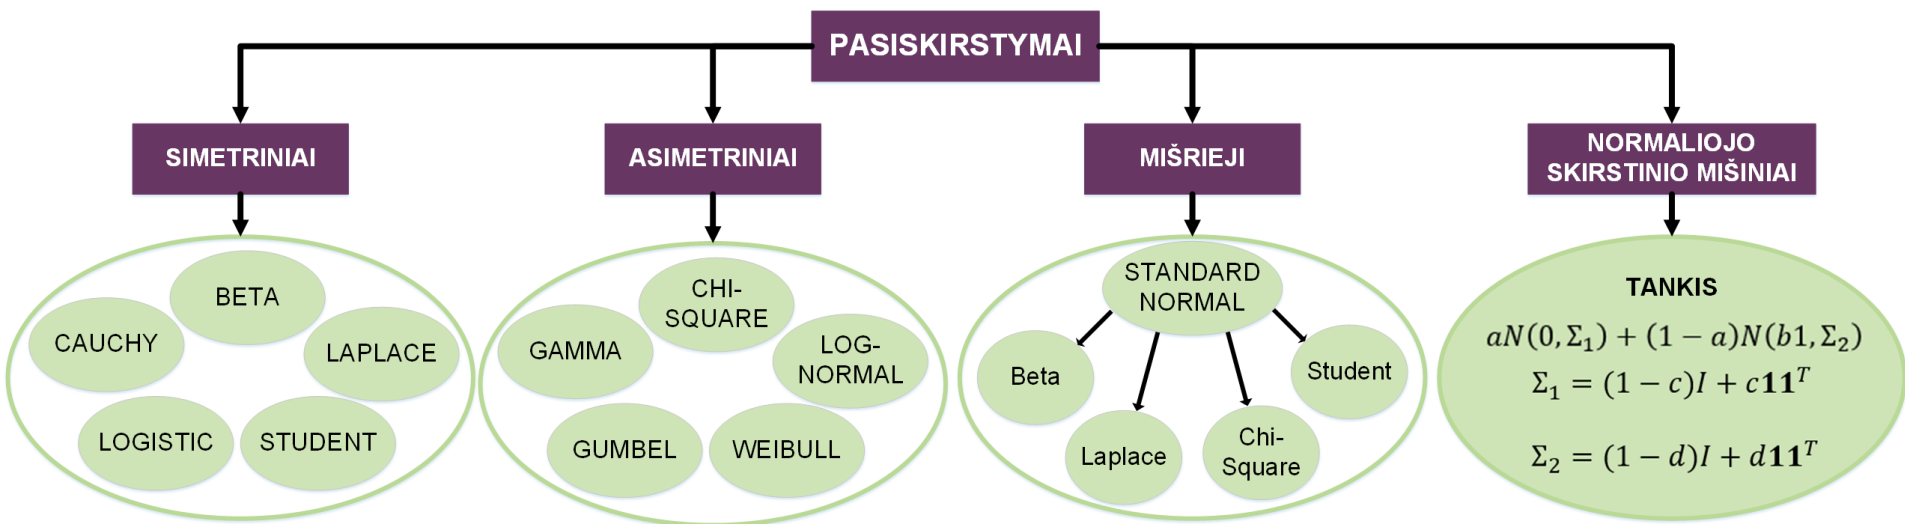 PASISKIRSTYMAI
SIMETRINIAI
ASIMETRINIAI
MIŠRIEJI
NORMALIOJO
SKIRSTINIO MIŠINIAI
BETA
CAUCHY
LAPLACE
LOGISTIC
STUDENT
CHI-
SQUARE
GAMMA
LOG-
NORMAL
GUMBEL
WEIBULL
STANDARD
NORMAL
Beta
Student
Laplace
Chi-
Square
TANKIS
aN(0, Σ₁) + (1 − a)N(b1, Σ₂)
Σ₁ = (1 − c)I + c𝟏𝟏ᵀ
Σ₂ = (1 − d)I + d𝟏𝟏ᵀ